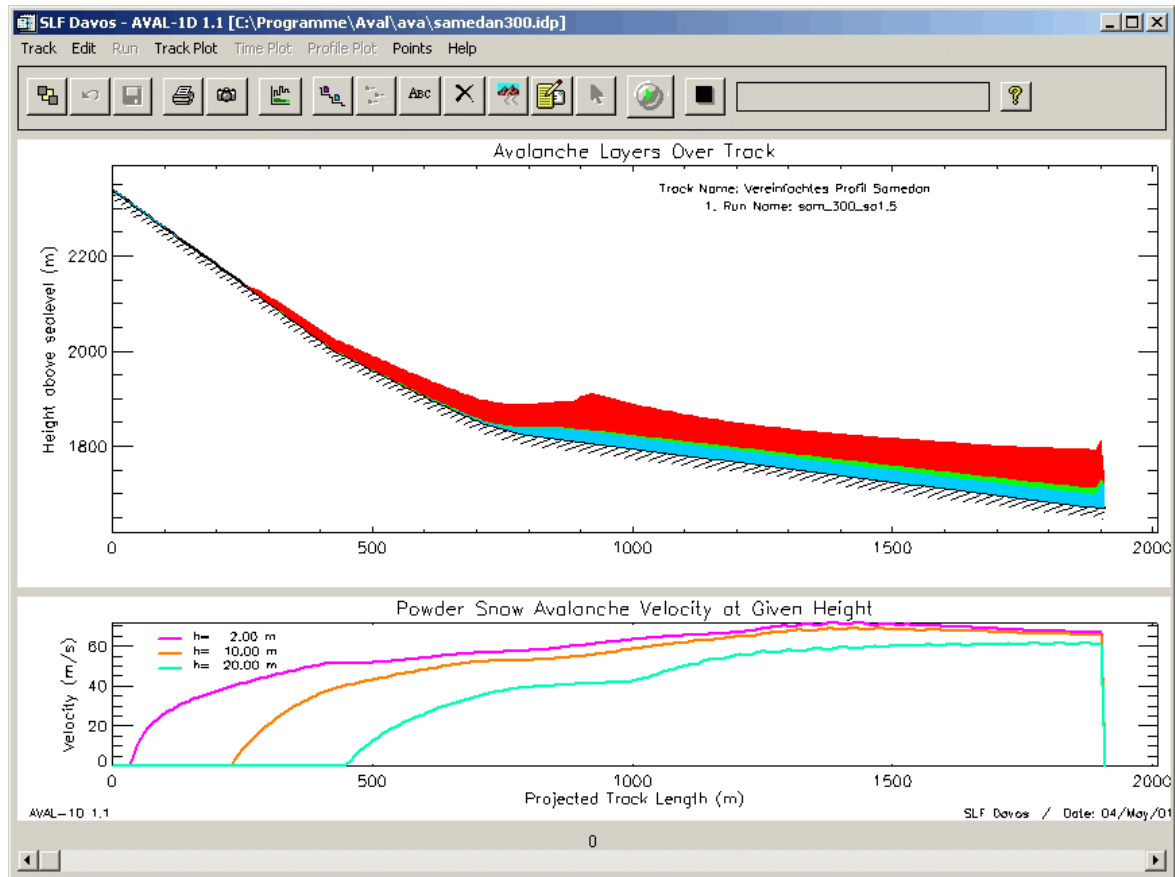 SLF Davos - AVAL-1D 1.1 [C:\Programme\Aval\ava\samedan300.idp]
Track Edit Run Track Plot Time Plot Profile Plot Points Help
ABC
?
Avalanche Layers Over Track
Track Name: Vereinfachtes Profil Samedan
1. Run Name: sam_300_sa1.5
Height above sealevel (m)
2200
2000
1800
0 500 1000 1500 2000
Powder Snow Avalanche Velocity at Given Height
h= 2.00 m
h= 10.00 m
h= 20.00 m
Velocity (m/s)
60
40
20
0
0 500 1000 1500 2000
Projected Track Length (m)
AVAL-1D 1.1
SLF Davos / Date: 04/May/01
0